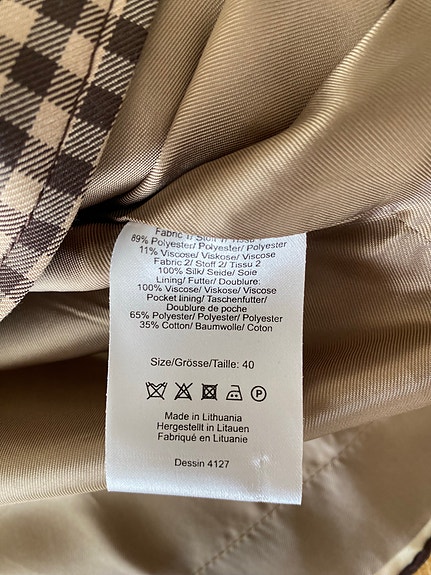 Fabric 1/ Stoff 1/ Tissu
89% Polyester/ Polyester/ Polyester
11% Viscose/ Viskose/ Viscose
Fabric 2/ Stoff 2/ Tissu 2
100% Silk/ Seide/ Soie
Lining/ Futter/ Doublure:
100% Viscose/ Viskose/ Viscose
Pocket lining/ Taschenfutter/
Doublure de poche
65% Polyester/ Polyester/ Polyester
35% Cotton/ Baumwolle/ Coton
Size/Grösse/Taille: 40
P
Made in Lithuania
Hergestellt in Litauen
Fabriqué en Lituanie
Dessin 4127